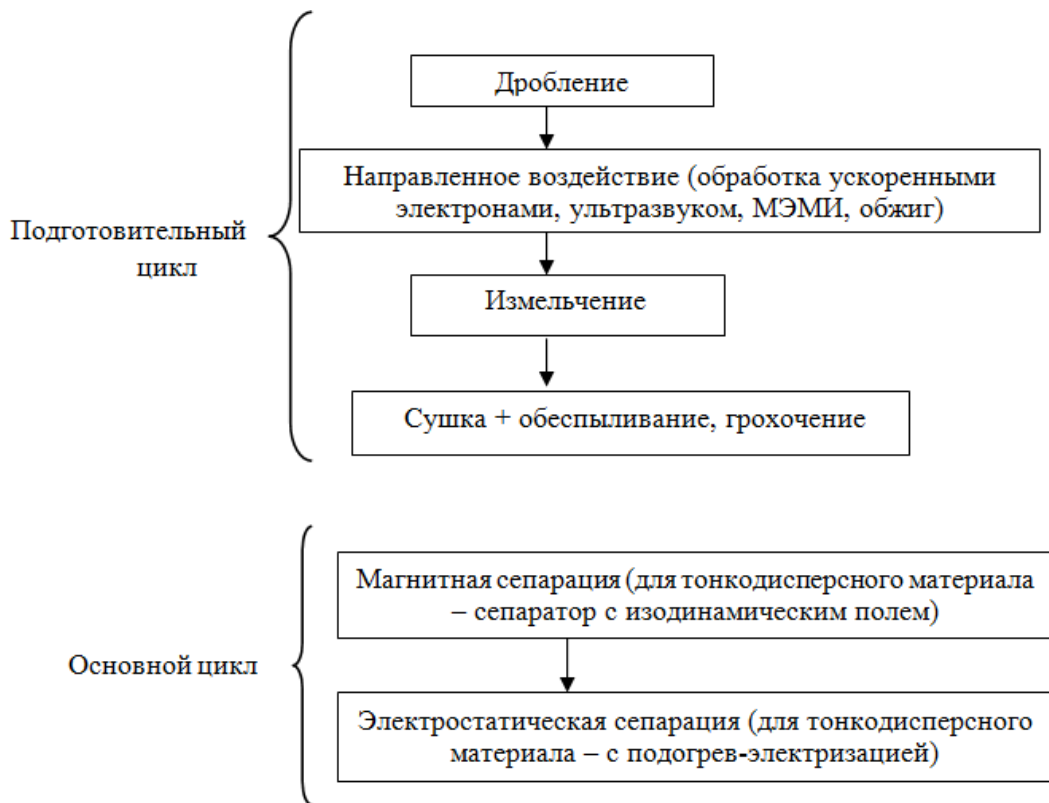 Дробление
Направленное воздействие (обработка ускоренными
электронами, ультразвуком, МЭМИ, обжиг)
Подготовительный
цикл
Измельчение
Сушка + обеспыливание, грохочение
Магнитная сепарация (для тонкодисперсного материала
– сепаратор с изодинамическим полем)
Основной цикл
Электростатическая сепарация (для тонкодисперсного
материала – с подогрев-электризацией)